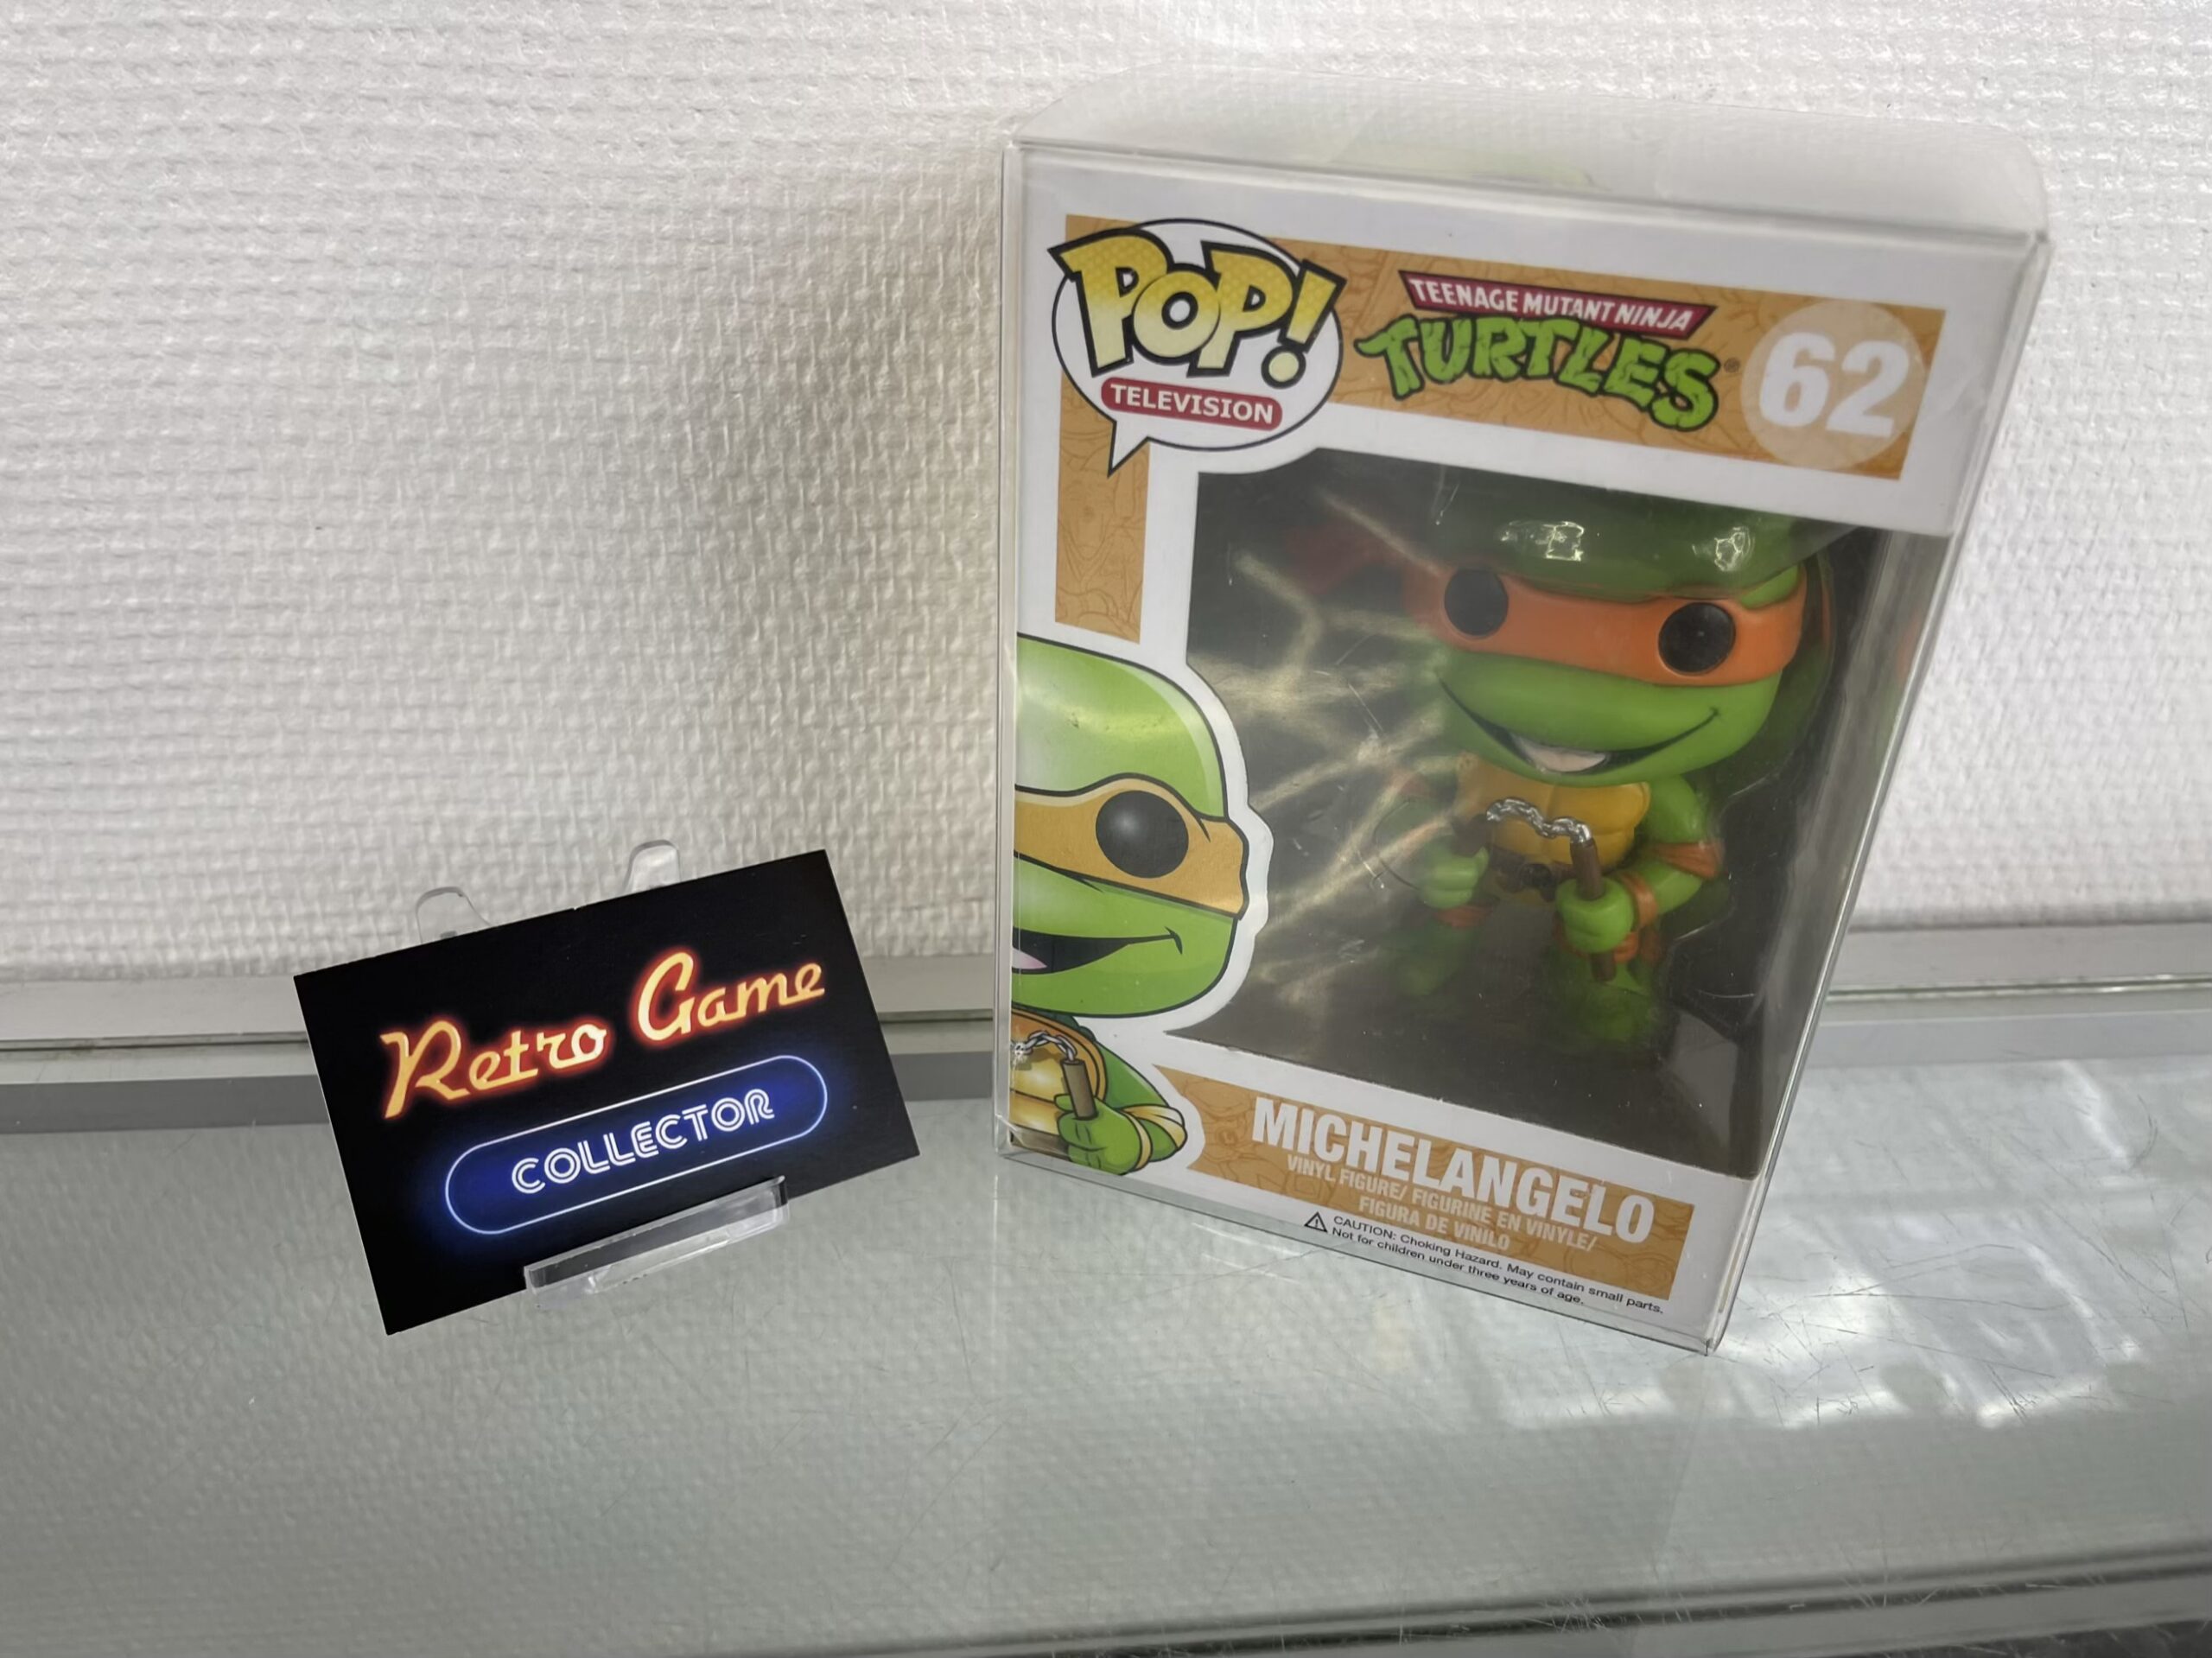 POP!
TELEVISION
TEENAGE MUTANT NINJA
TURTLES®
62
MICHELANGELO
VINYL FIGURE/ FIGURINE EN VINYLE/
FIGURA DE VINILO
CAUTION: Choking Hazard. May contain small parts.
Not for children under three years of age.
Retro Game
COLLECTOR